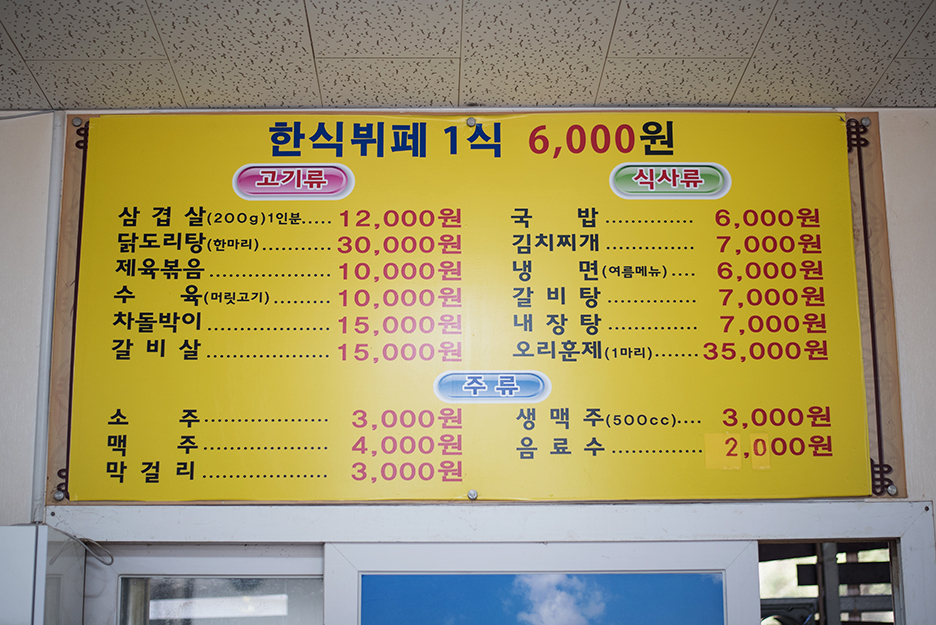 한식뷔페 1식 6,000원
고기류
삼겹살(200g)1인분..... 12,000원
닭도리탕(한마리)............ 30,000원
제육볶음..................... 10,000원
수 육(머릿고기)......... 10,000원
차돌박이..................... 15,000원
갈비살..................... 15,000원
식사류
국 밥.............. 6,000원
김치찌개.............. 7,000원
냉 면(여름메뉴).... 6,000원
갈비탕.............. 7,000원
내장탕.............. 7,000원
오리훈제(1마리)....... 35,000원
주류
소 주..................... 3,000원
맥 주..................... 4,000원
막걸리..................... 3,000원
생맥주(500cc).... 3,000원
음료수.............. 2,000원